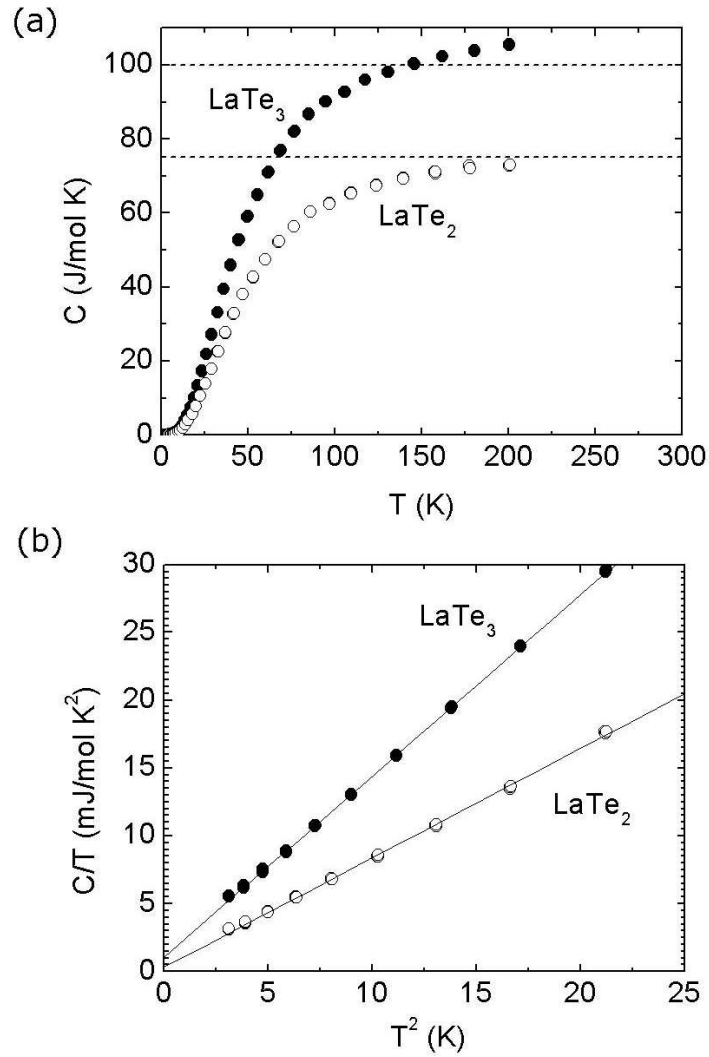 (a)
100
80
60
40
20
0
C (J/mol K)
LaTe₃
LaTe₂
0 50 100 150 200 250 300
T (K)
(b)
30
25
20
15
10
5
0
C/T (mJ/mol K²)
LaTe₃
LaTe₂
0 5 10 15 20 25
T² (K)